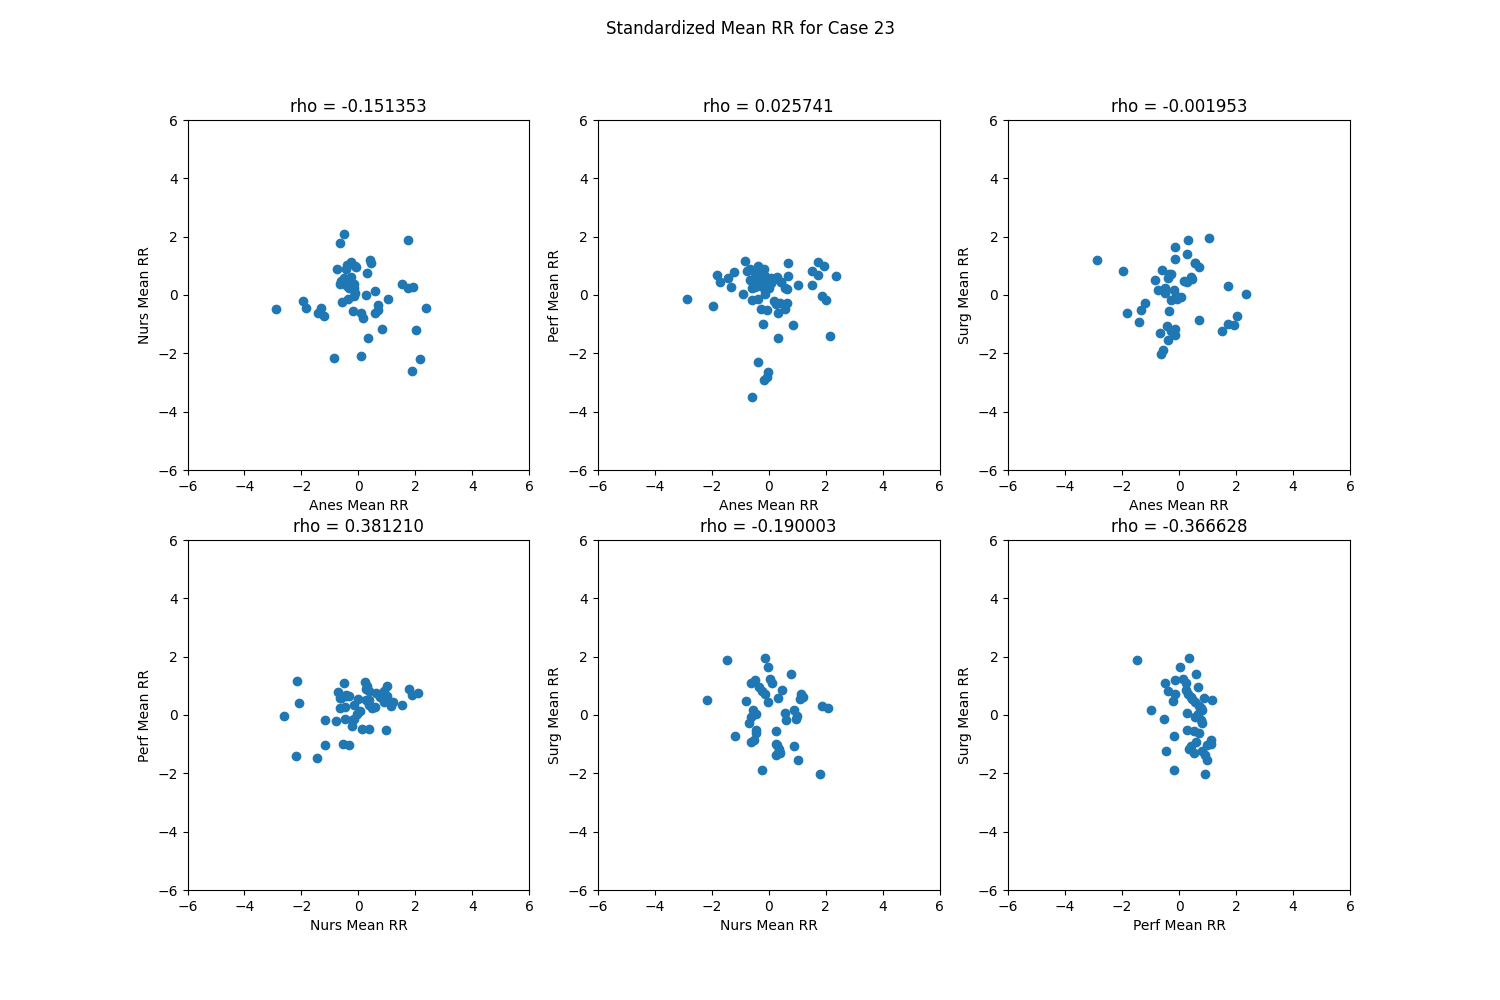 Standardized Mean RR for Case 23
rho = -0.151353
6
4
2
0
−2
−4
−6
−6 −4 −2 0 2 4 6
Nurs Mean RR
Anes Mean RR
rho = 0.025741
6
4
2
0
−2
−4
−6
−6 −4 −2 0 2 4 6
Perf Mean RR
Anes Mean RR
rho = -0.001953
6
4
2
0
−2
−4
−6
−6 −4 −2 0 2 4 6
Surg Mean RR
Anes Mean RR
rho = 0.381210
6
4
2
0
−2
−4
−6
−6 −4 −2 0 2 4 6
Perf Mean RR
Nurs Mean RR
rho = -0.190003
6
4
2
0
−2
−4
−6
−6 −4 −2 0 2 4 6
Surg Mean RR
Nurs Mean RR
rho = -0.366628
6
4
2
0
−2
−4
−6
−6 −4 −2 0 2 4 6
Surg Mean RR
Perf Mean RR